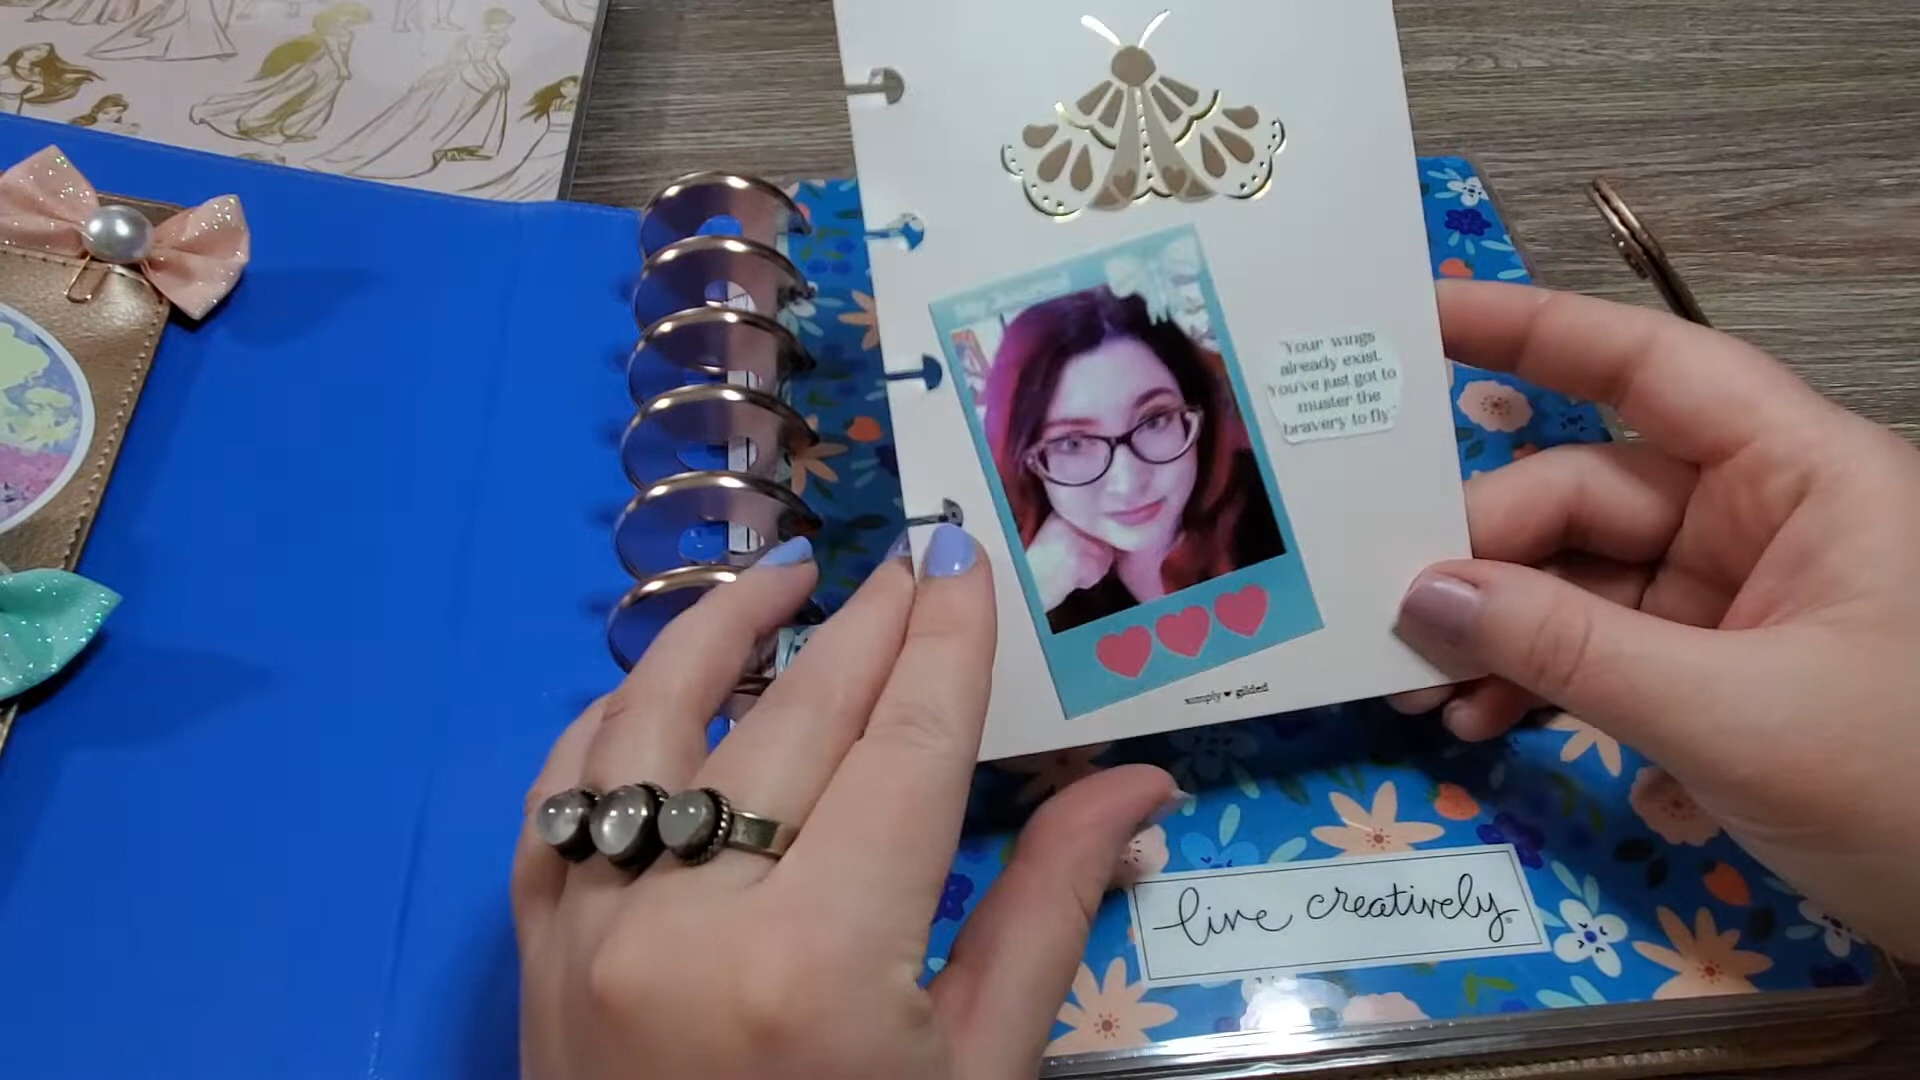 "Your wings
already exist.
You've just got to
muster the
bravery to fly."
simply ♥ gilded
live creatively®